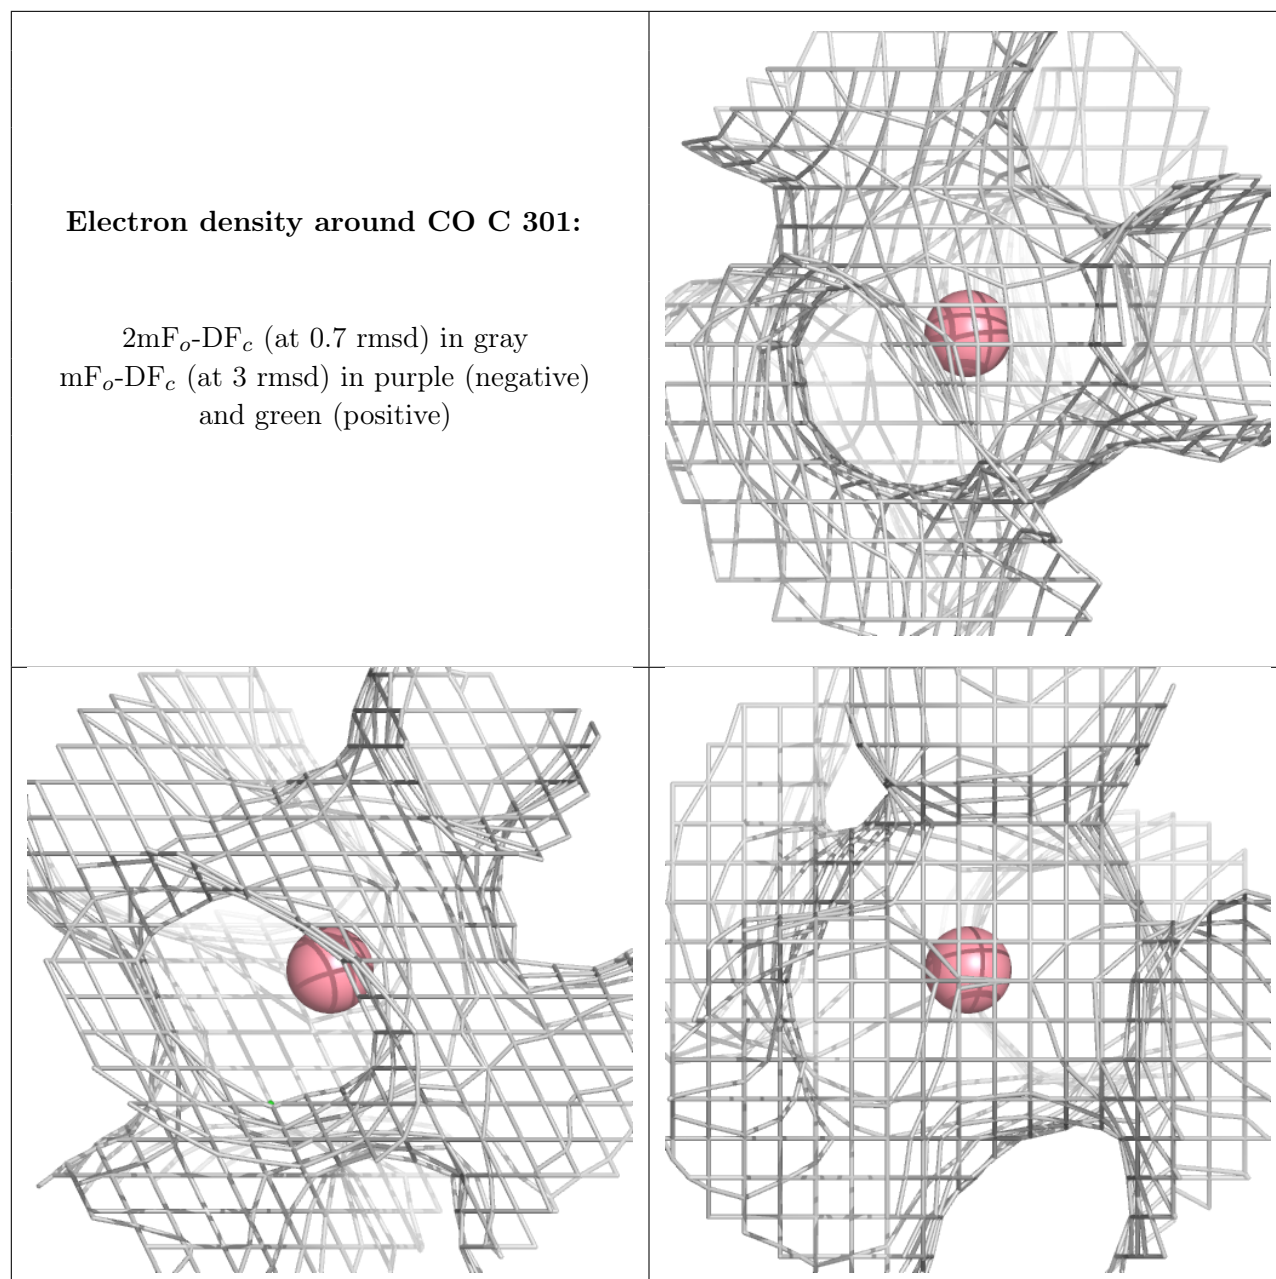 Electron density around CO C 301:
2mFo-DFc (at 0.7 rmsd) in gray
mFo-DFc (at 3 rmsd) in purple (negative)
and green (positive)